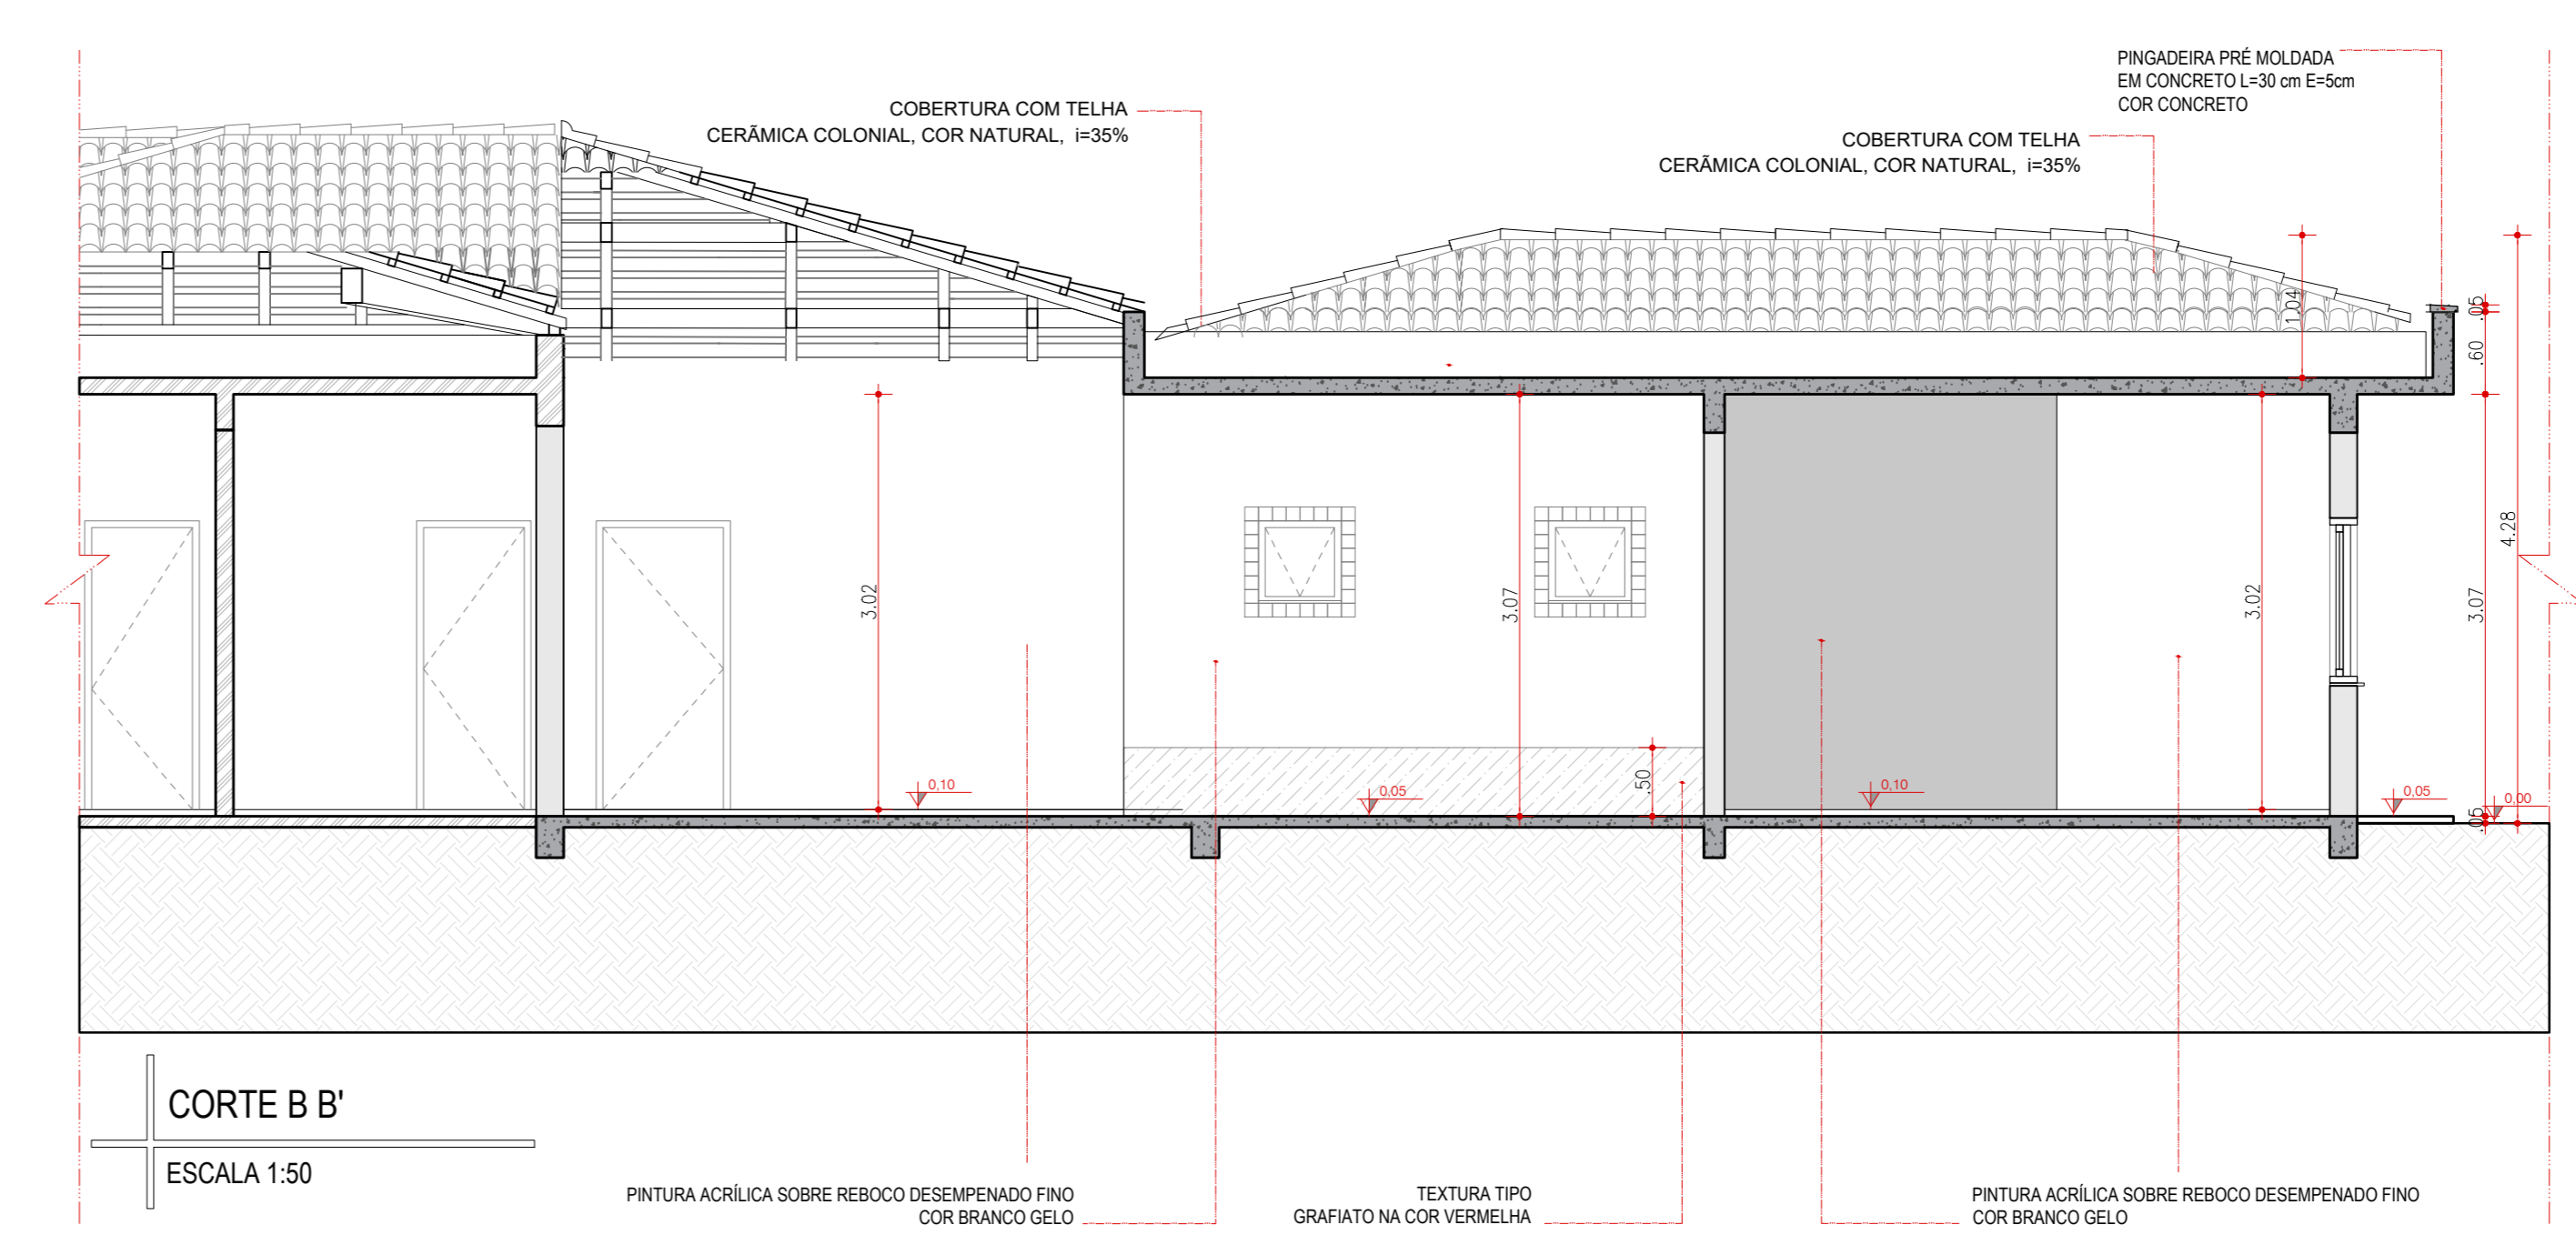 PINGADEIRA PRÉ MOLDADA
EM CONCRETO L=30 cm E=5cm
COR CONCRETO
COBERTURA COM TELHA
CERÃMICA COLONIAL, COR NATURAL, i=35%
COBERTURA COM TELHA
CERÃMICA COLONIAL, COR NATURAL, i=35%
1.04
.05
.60
4.28
3.02
3.07
3.02
3.07
.50
0,10
0,05
0,10
0,05
0,00
.05
CORTE B B'
ESCALA 1:50
PINTURA ACRÍLICA SOBRE REBOCO DESEMPENADO FINO
COR BRANCO GELO
TEXTURA TIPO
GRAFIATO NA COR VERMELHA
PINTURA ACRÍLICA SOBRE REBOCO DESEMPENADO FINO
COR BRANCO GELO